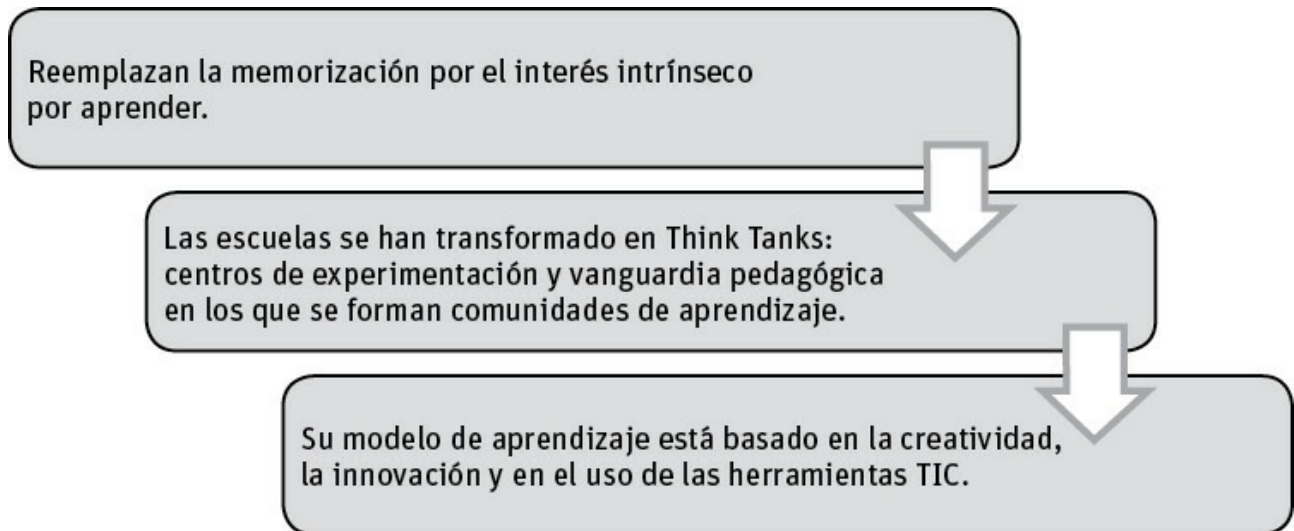 Reemplazan la memorización por el interés intrínseco
por aprender.
Las escuelas se han transformado en Think Tanks:
centros de experimentación y vanguardia pedagógica
en los que se forman comunidades de aprendizaje.
Su modelo de aprendizaje está basado en la creatividad,
la innovación y en el uso de las herramientas TIC.